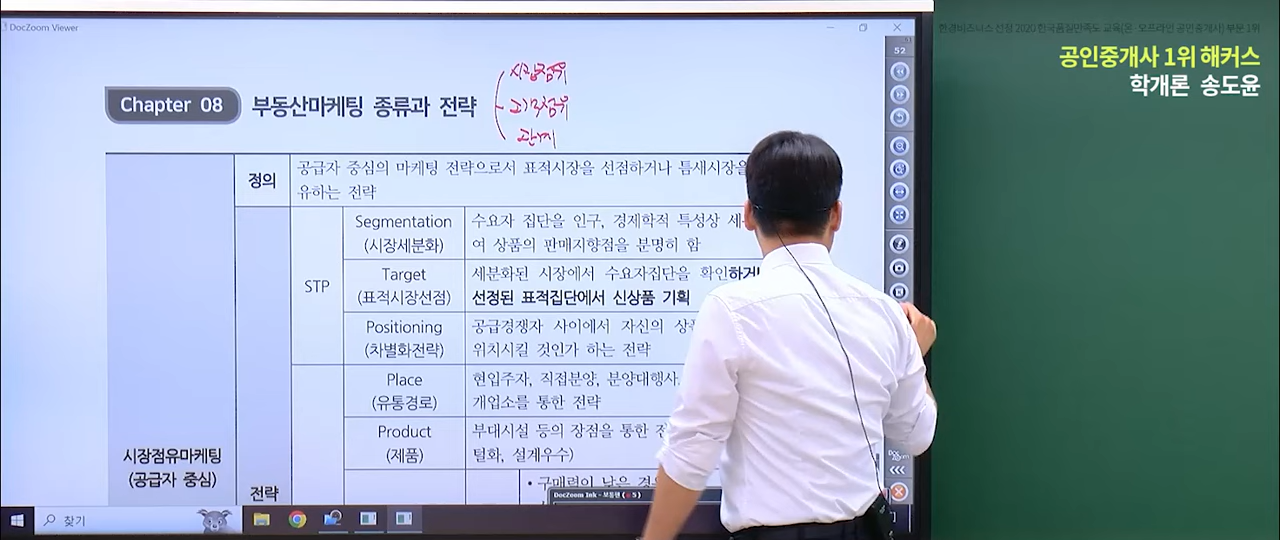 DocZoom Viewer
한경비즈니스 선정 2020 한국품질만족도 교육(온·오프라인 공인중개사) 부문 1위
공인중개사 1위 해커스
학개론 송도윤
52
Chapter 08 부동산마케팅 종류과 전략
시장점유
고객점유
관계
정의
공급자 중심의 마케팅 전략으로서 표적시장을 선점하거나 틈새시장을
유하는 전략
STP
Segmentation
(시장세분화)
수요자 집단을 인구, 경제학적 특성상 세
여 상품의 판매지향점을 분명히 함
Target
(표적시장선점)
세분화된 시장에서 수요자집단을 확인하거나
선정된 표적집단에서 신상품 기획
Positioning
(차별화전략)
공급경쟁자 사이에서 자신의 상품
위치시킬 것인가 하는 전략
Place
(유통경로)
현입주자, 직접분양, 분양대행사,
개업소를 통한 전략
Product
(제품)
부대시설 등의 장점을 통한 전
털화, 설계우수)
시장점유마케팅
(공급자 중심)
전략
• 구매력이 낮은 경우
DocZoom Ink - 보통펜 ( 5)
찾기